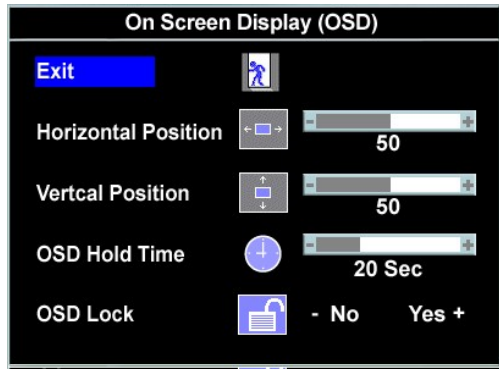 On Screen Display (OSD)
Exit
Horizontal Position
- +
50
Vertcal Position
- +
50
OSD Hold Time
- +
20 Sec
OSD Lock - No Yes +